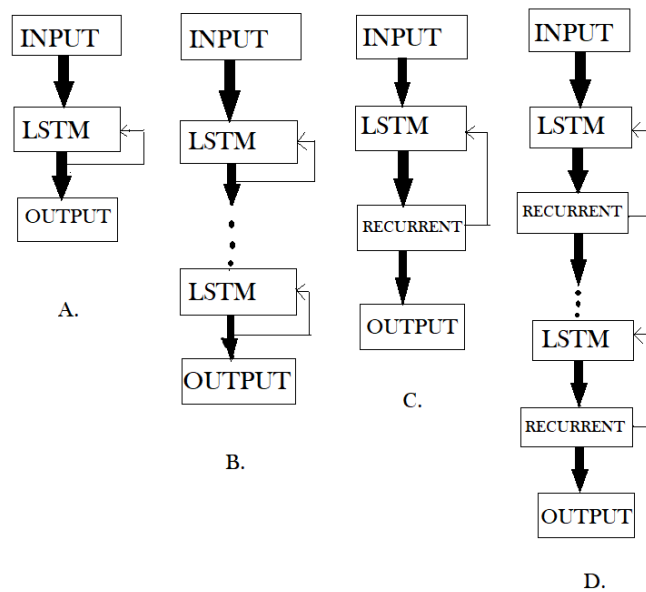 INPUT
LSTM
OUTPUT
A.
INPUT
LSTM
LSTM
OUTPUT
B.
INPUT
LSTM
RECURRENT
OUTPUT
C.
INPUT
LSTM
RECURRENT
LSTM
RECURRENT
OUTPUT
D.